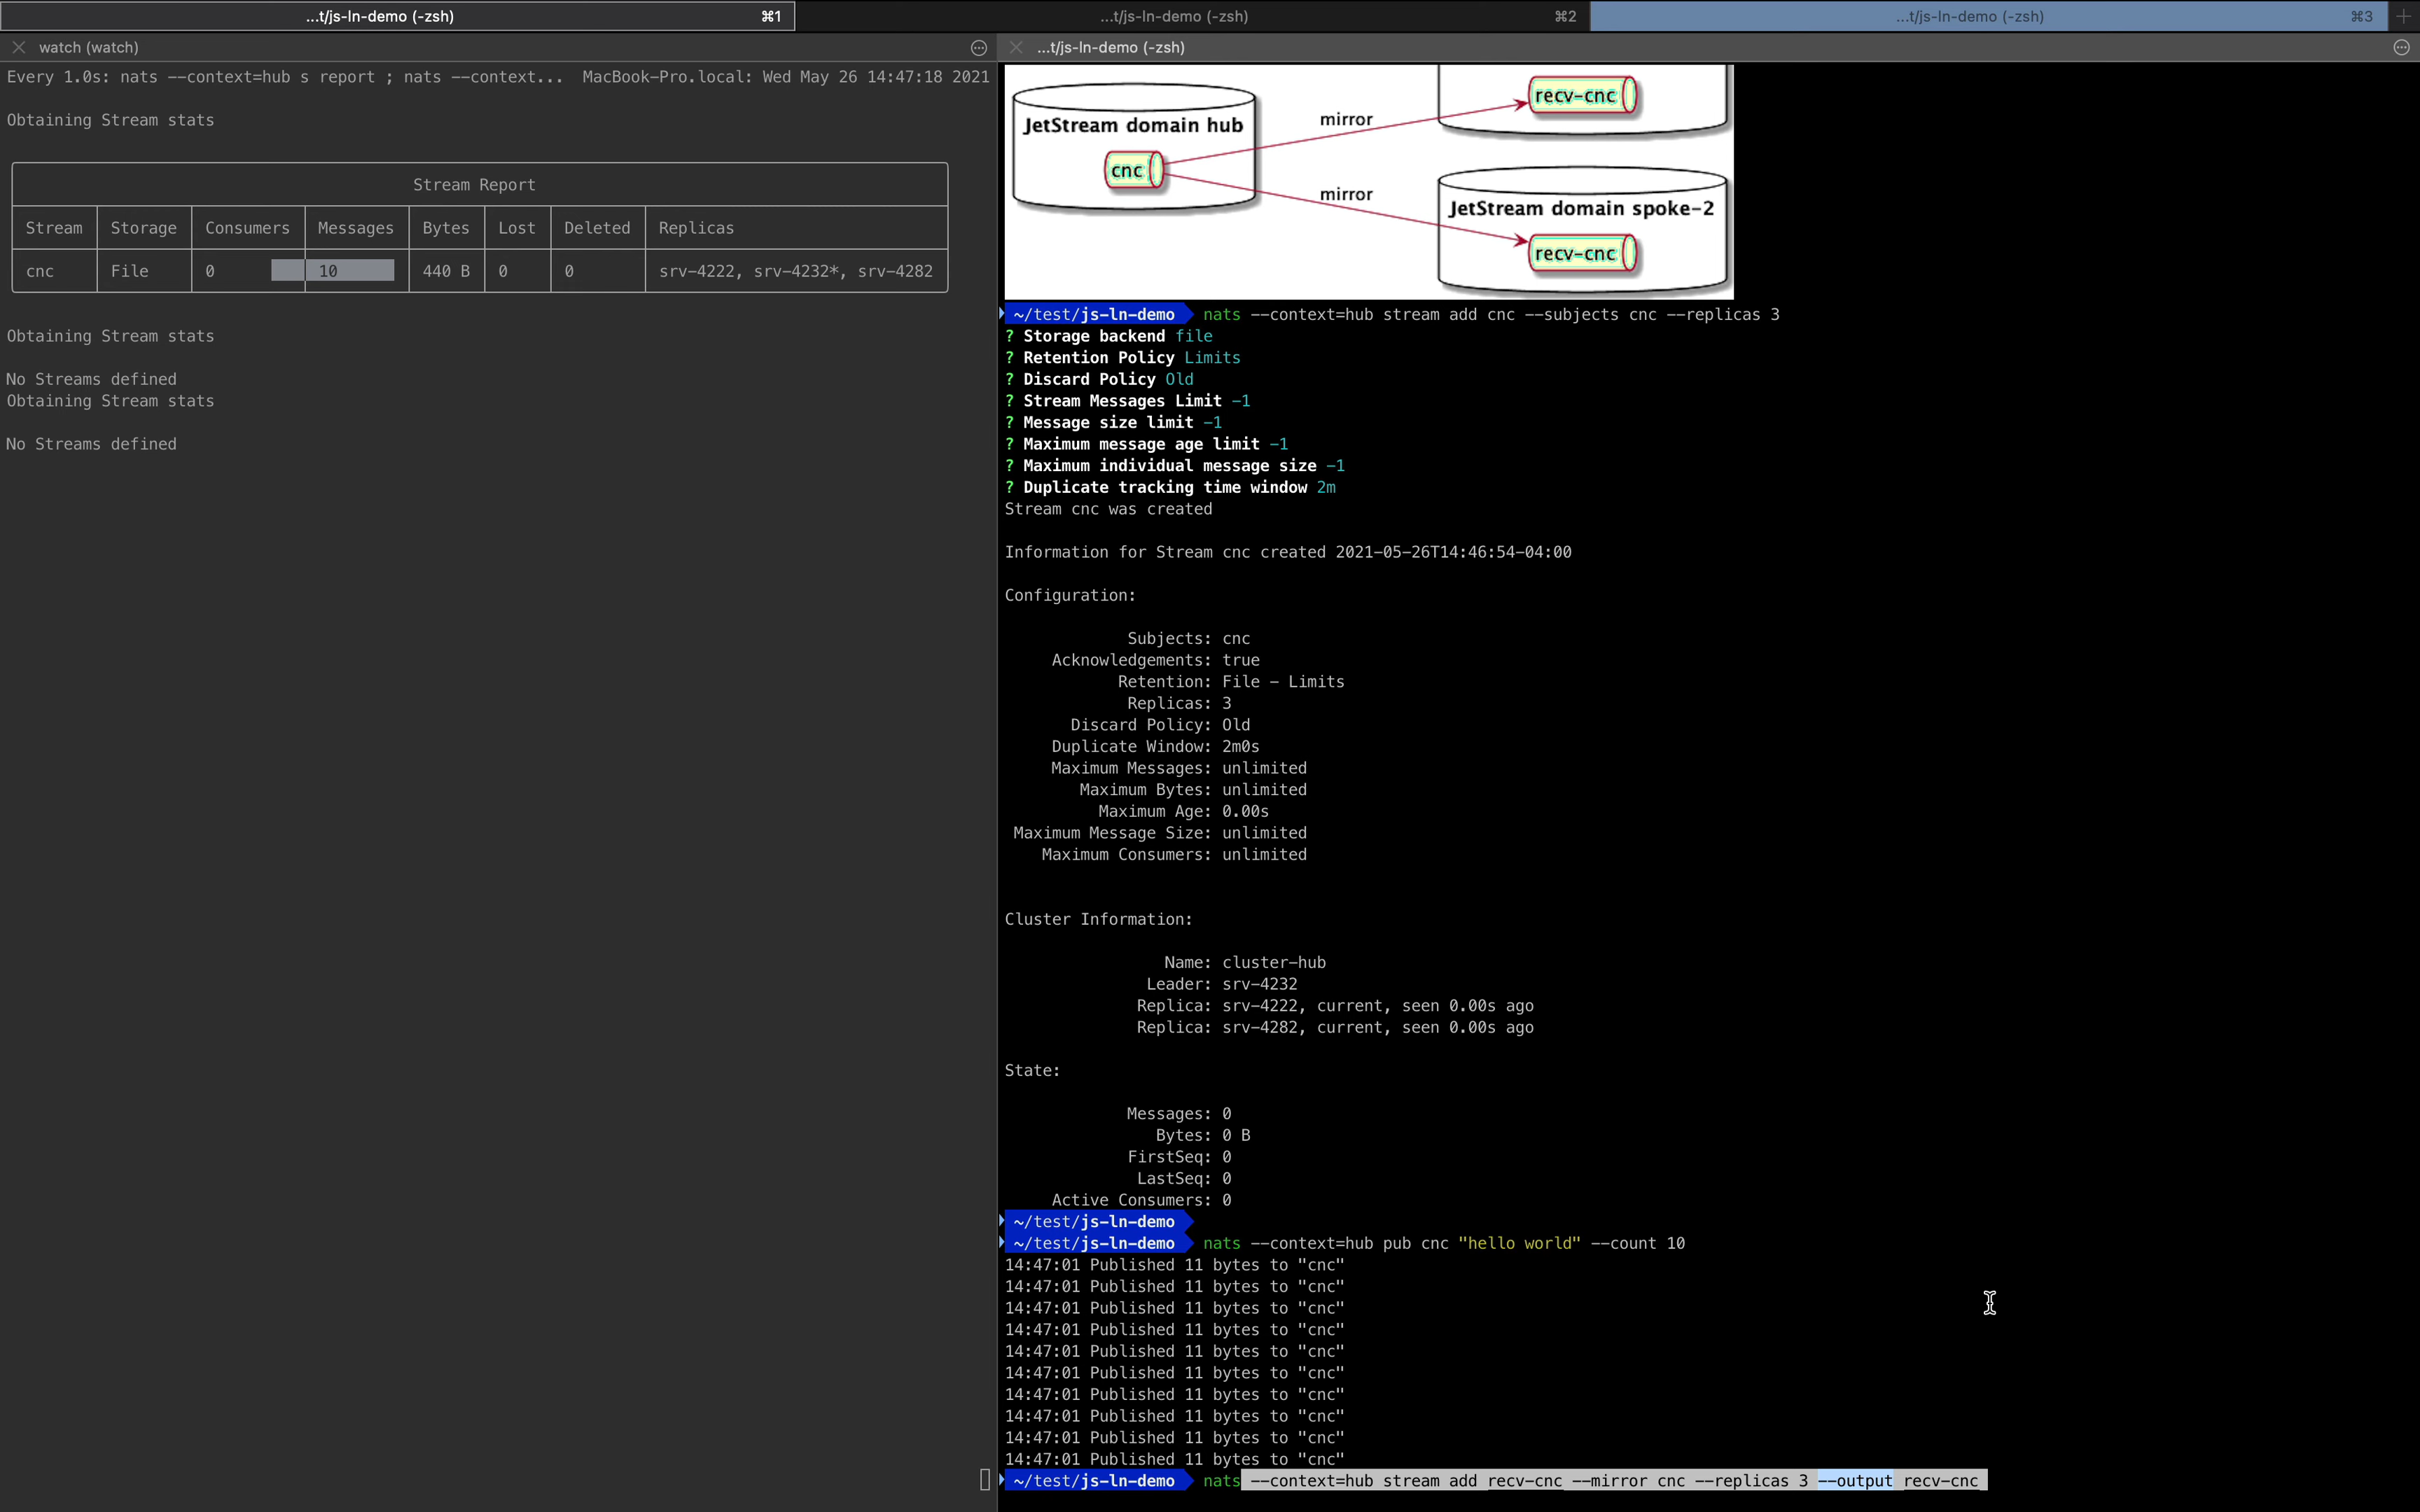 ...t/js-ln-demo (-zsh) ⌘1 ...t/js-ln-demo (-zsh) ⌘2 ...t/js-ln-demo (-zsh) ⌘3
watch (watch)
Every 1.0s: nats --context=hub s report ; nats --context... MacBook-Pro.local: Wed May 26 14:47:18 2021
Obtaining Stream stats
Stream Report
Stream Storage Consumers Messages Bytes Lost Deleted Replicas
cnc File 0 10 440 B 0 0 srv-4222, srv-4232*, srv-4282
Obtaining Stream stats
No Streams defined
Obtaining Stream stats
No Streams defined
...t/js-ln-demo (-zsh)
recv-cnc
JetStream domain hub
mirror
cnc
mirror
JetStream domain spoke-2
recv-cnc
~/test/js-ln-demo nats --context=hub stream add cnc --subjects cnc --replicas 3
? Storage backend file
? Retention Policy Limits
? Discard Policy Old
? Stream Messages Limit -1
? Message size limit -1
? Maximum message age limit -1
? Maximum individual message size -1
? Duplicate tracking time window 2m
Stream cnc was created
Information for Stream cnc created 2021-05-26T14:46:54-04:00
Configuration:
Subjects: cnc
Acknowledgements: true
Retention: File - Limits
Replicas: 3
Discard Policy: Old
Duplicate Window: 2m0s
Maximum Messages: unlimited
Maximum Bytes: unlimited
Maximum Age: 0.00s
Maximum Message Size: unlimited
Maximum Consumers: unlimited
Cluster Information:
Name: cluster-hub
Leader: srv-4232
Replica: srv-4222, current, seen 0.00s ago
Replica: srv-4282, current, seen 0.00s ago
State:
Messages: 0
Bytes: 0 B
FirstSeq: 0
LastSeq: 0
Active Consumers: 0
~/test/js-ln-demo
~/test/js-ln-demo nats --context=hub pub cnc "hello world" --count 10
14:47:01 Published 11 bytes to "cnc"
14:47:01 Published 11 bytes to "cnc"
14:47:01 Published 11 bytes to "cnc"
14:47:01 Published 11 bytes to "cnc"
14:47:01 Published 11 bytes to "cnc"
14:47:01 Published 11 bytes to "cnc"
14:47:01 Published 11 bytes to "cnc"
14:47:01 Published 11 bytes to "cnc"
14:47:01 Published 11 bytes to "cnc"
14:47:01 Published 11 bytes to "cnc"
~/test/js-ln-demo nats --context=hub stream add recv-cnc --mirror cnc --replicas 3 --output recv-cnc